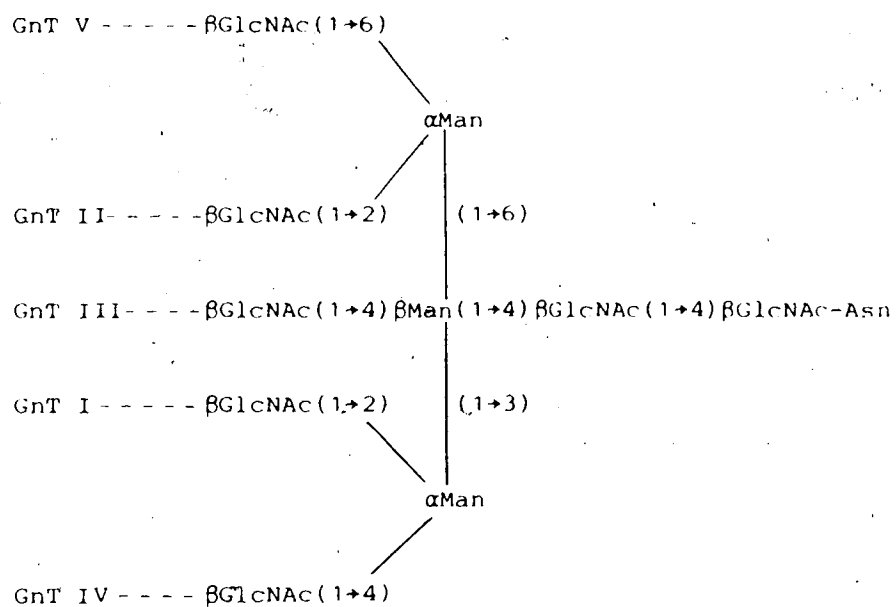 GnT V - - - - - βGlcNAc(1→6)
αMan
GnT II- - - - -βGlcNAc(1→2) (1→6)
GnT III- - - -βGlcNAc(1→4)βMan(1→4)βGlcNAc(1→4)βGlcNAc-Asn
GnT I - - - - -βGlcNAc(1→2) (1→3)
αMan
GnT IV - - - -βGlcNAc(1→4)